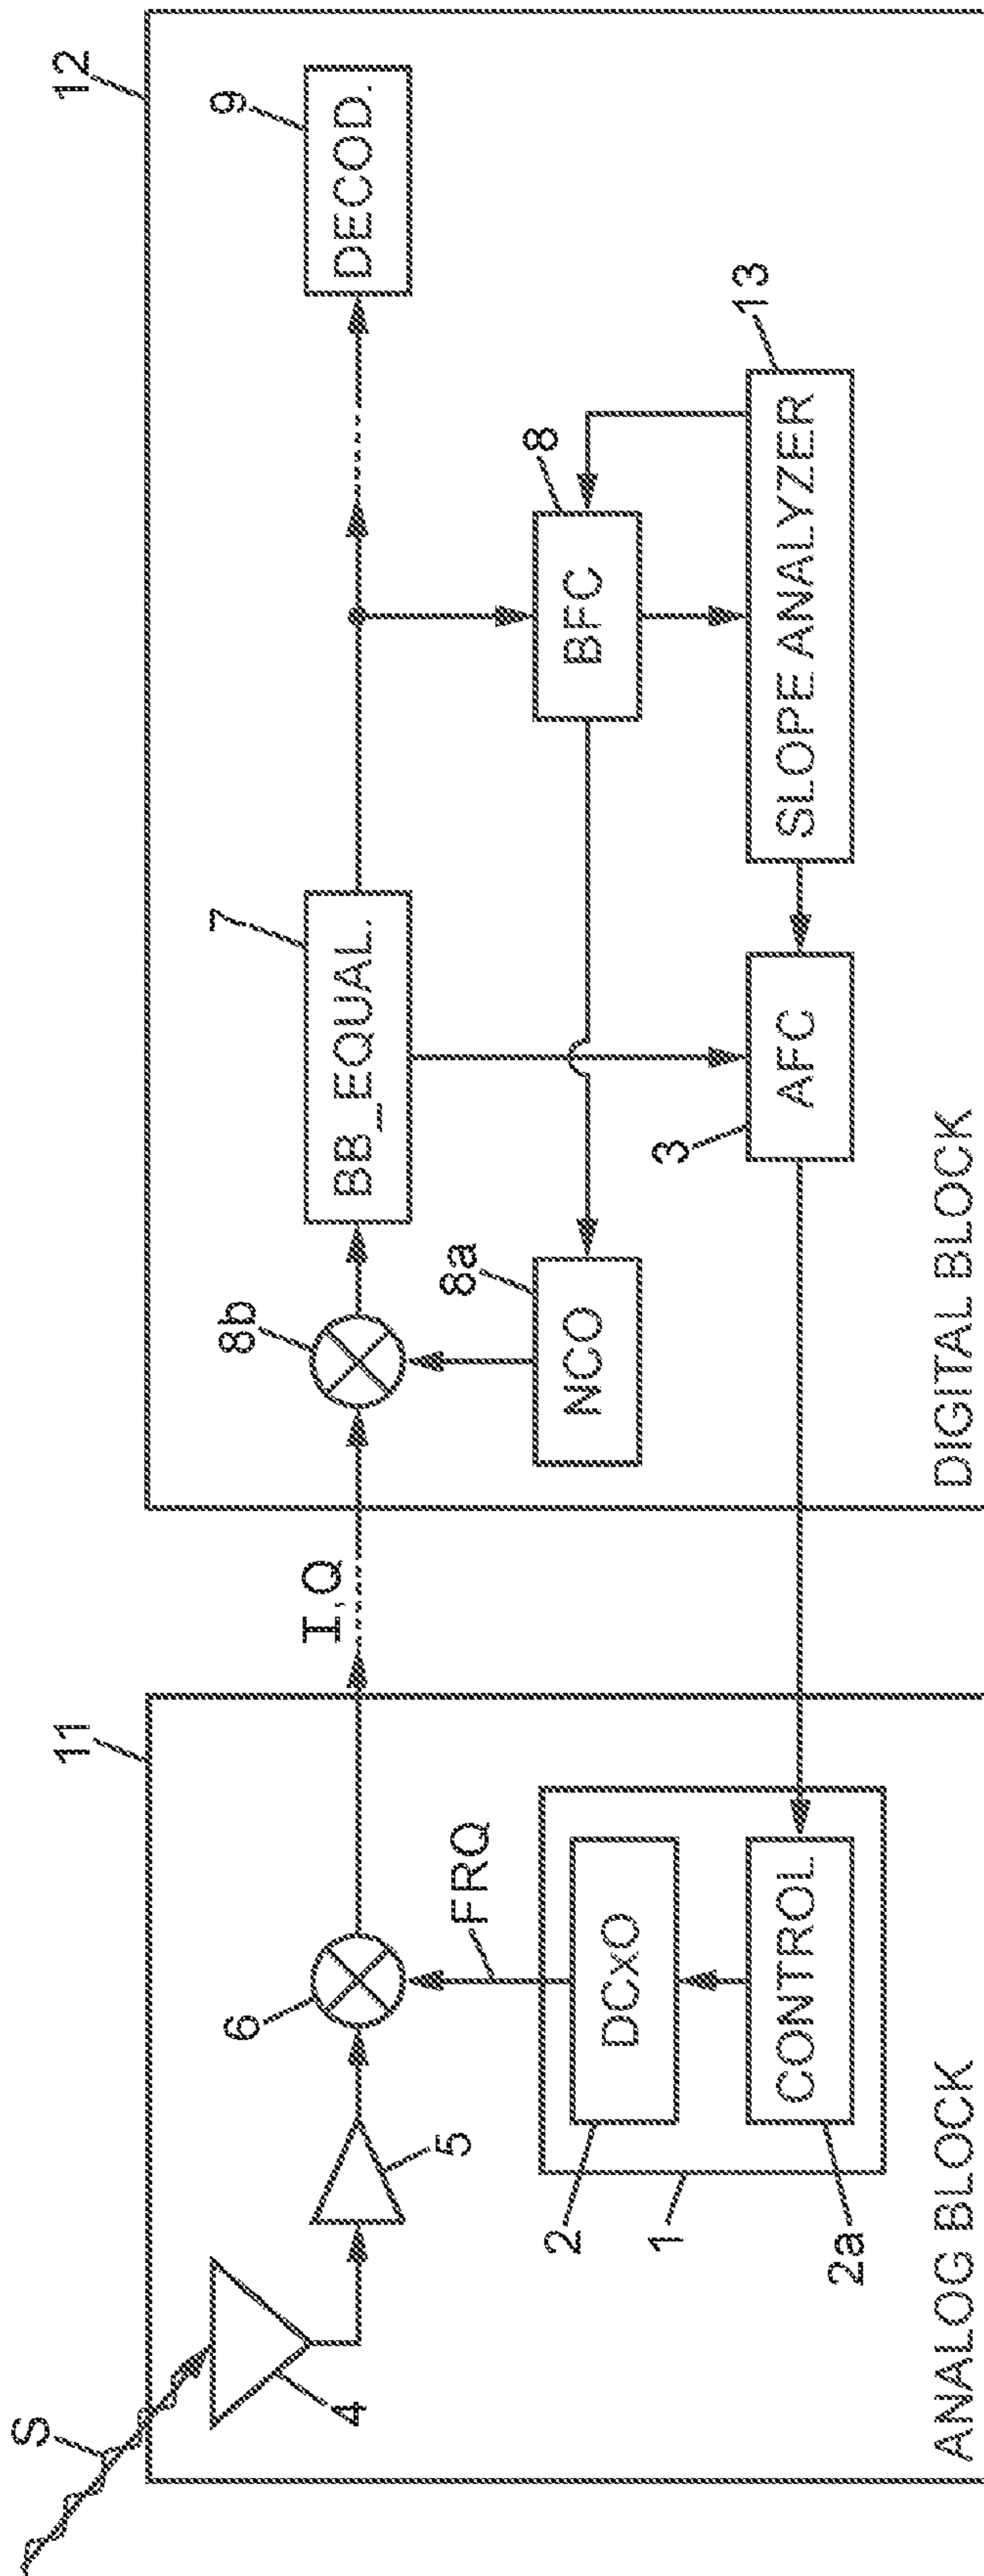 S
11
4
5
6
FRQ
2
DCxO
1
2a
CONTROL
ANALOG BLOCK
I,Q
12
8b
7
BB_EQUAL.
9
DECOD.
8a
NCO
8
BFC
3
AFC
13
SLOPE ANALYZER
DIGITAL BLOCK